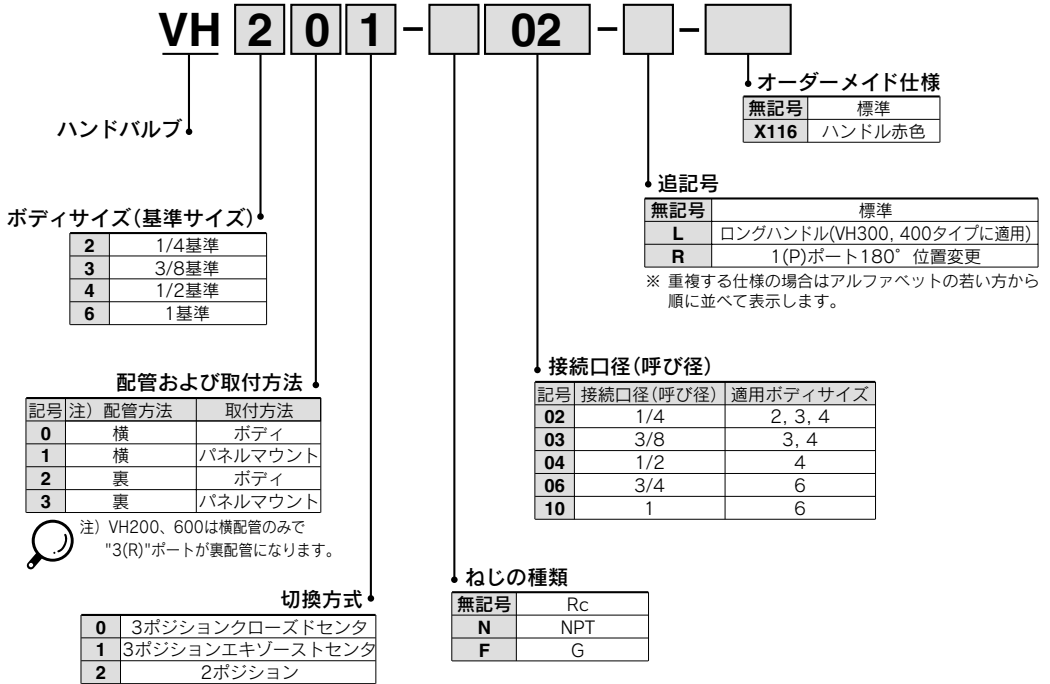 VH 2 0 1 - 02 - -
ハンドバルブ
ボディサイズ(基準サイズ)
2 1/4基準
3 3/8基準
4 1/2基準
6 1基準
配管および取付方法
記号 注) 配管方法 取付方法
0 横 ボディ
1 横 パネルマウント
2 裏 ボディ
3 裏 パネルマウント
注) VH200、600は横配管のみで
"3(R)"ポートが裏配管になります。
切換方式
0 3ポジションクローズドセンタ
1 3ポジションエキゾーストセンタ
2 2ポジション
ねじの種類
無記号 Rc
N NPT
F G
接続口径(呼び径)
記号 接続口径(呼び径) 適用ボディサイズ
02 1/4 2, 3, 4
03 3/8 3, 4
04 1/2 4
06 3/4 6
10 1 6
追記号
無記号 標準
L ロングハンドル(VH300, 400タイプに適用)
R 1(P)ポート180° 位置変更
※ 重複する仕様の場合はアルファベットの若い方から
順に並べて表示します。
オーダーメイド仕様
無記号 標準
X116 ハンドル赤色